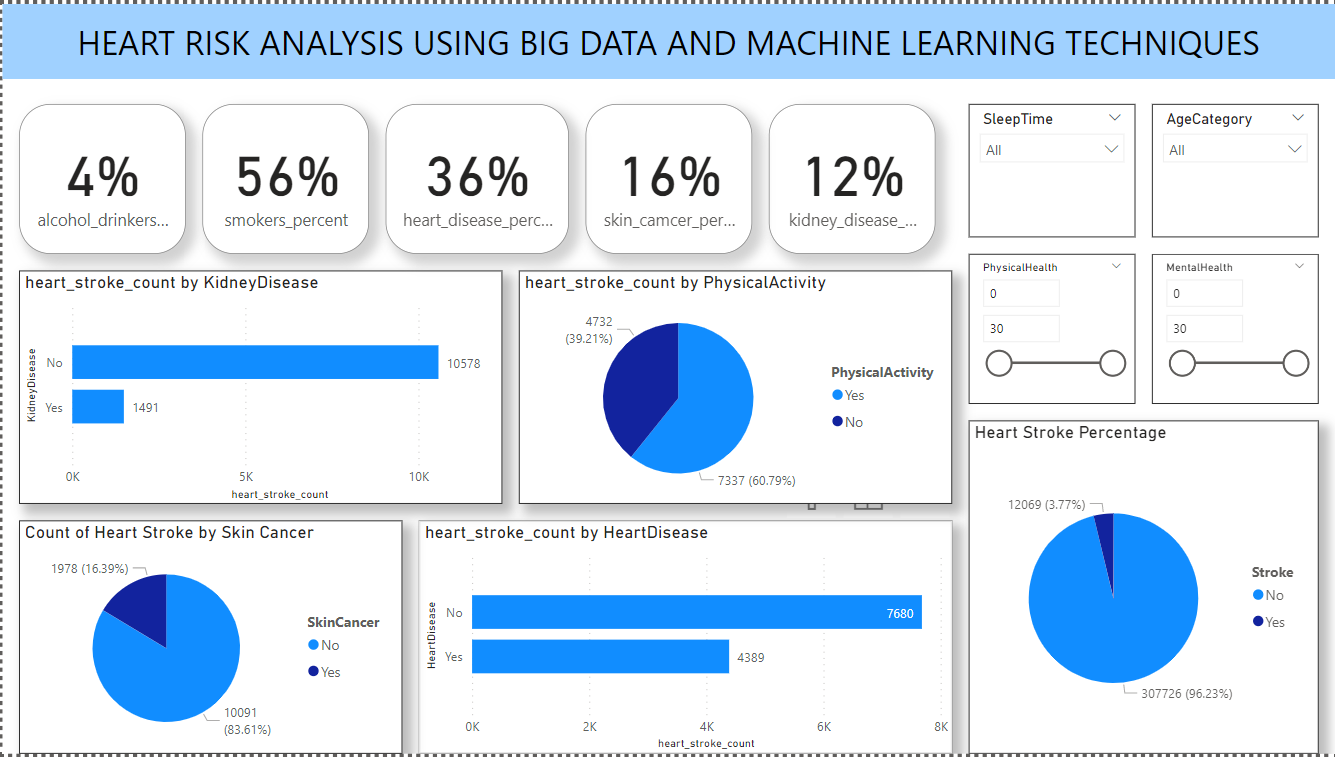 HEART RISK ANALYSIS USING BIG DATA AND MACHINE LEARNING TECHNIQUES
4%
alcohol_drinkers...
56%
smokers_percent
36%
heart_disease_perc...
16%
skin_camcer_per...
12%
kidney_disease_...
SleepTime
All
AgeCategory
All
PhysicalHealth
0
30
MentalHealth
0
30
heart_stroke_count by KidneyDisease
KidneyDisease
No
10578
Yes
1491
0K
5K
10K
heart_stroke_count
heart_stroke_count by PhysicalActivity
4732
(39.21%)
7337 (60.79%)
PhysicalActivity
Yes
No
Count of Heart Stroke by Skin Cancer
1978 (16.39%)
10091
(83.61%)
SkinCancer
No
Yes
heart_stroke_count by HeartDisease
HeartDisease
No
7680
Yes
4389
0K
2K
4K
6K
8K
heart_stroke_count
Heart Stroke Percentage
12069 (3.77%)
307726 (96.23%)
Stroke
No
Yes